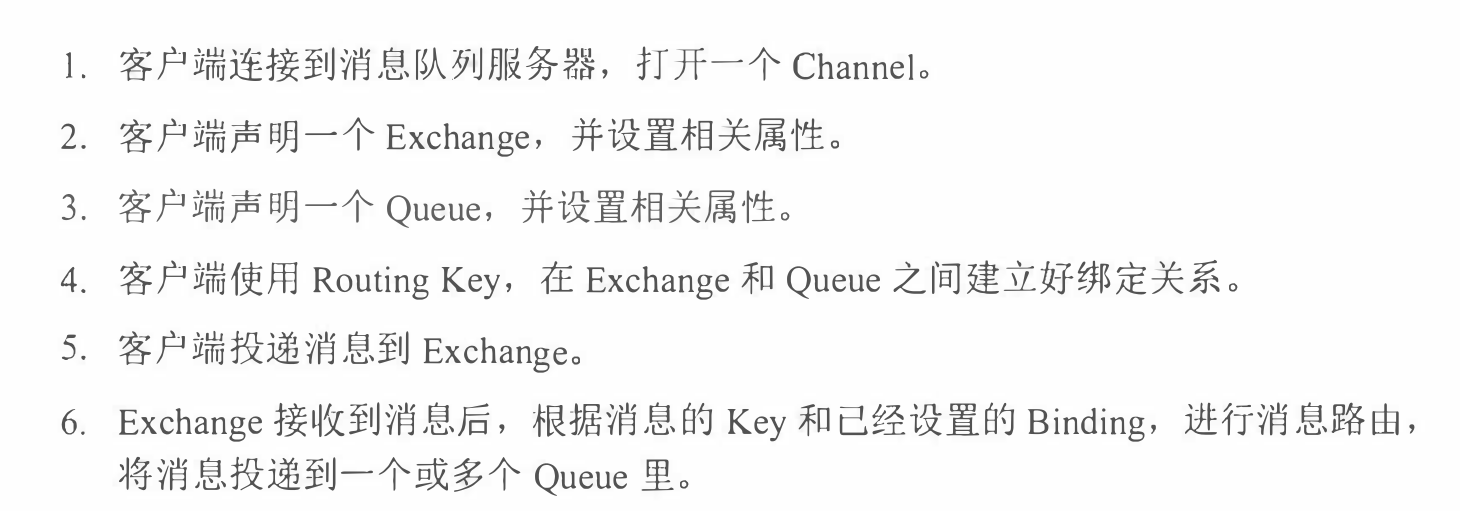 1. 客户端连接到消息队列服务器，打开一个 Channel。
2. 客户端声明一个 Exchange，并设置相关属性。
3. 客户端声明一个 Queue，并设置相关属性。
4. 客户端使用 Routing Key，在 Exchange 和 Queue 之间建立好绑定关系。
5. 客户端投递消息到 Exchange。
6. Exchange 接收到消息后，根据消息的 Key 和已经设置的 Binding，进行消息路由，
将消息投递到一个或多个 Queue 里。